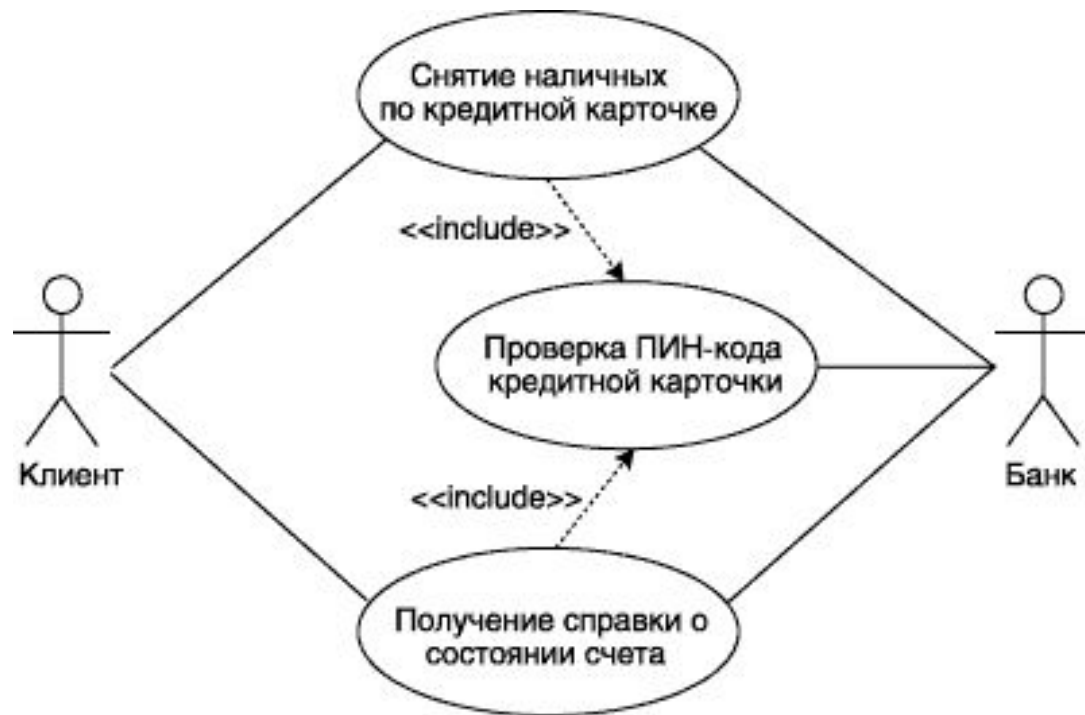 Снятие наличных
по кредитной карточке
<<include>>
Проверка ПИН-кода
кредитной карточки
Клиент
Банк
<<include>>
Получение справки о
состоянии счета